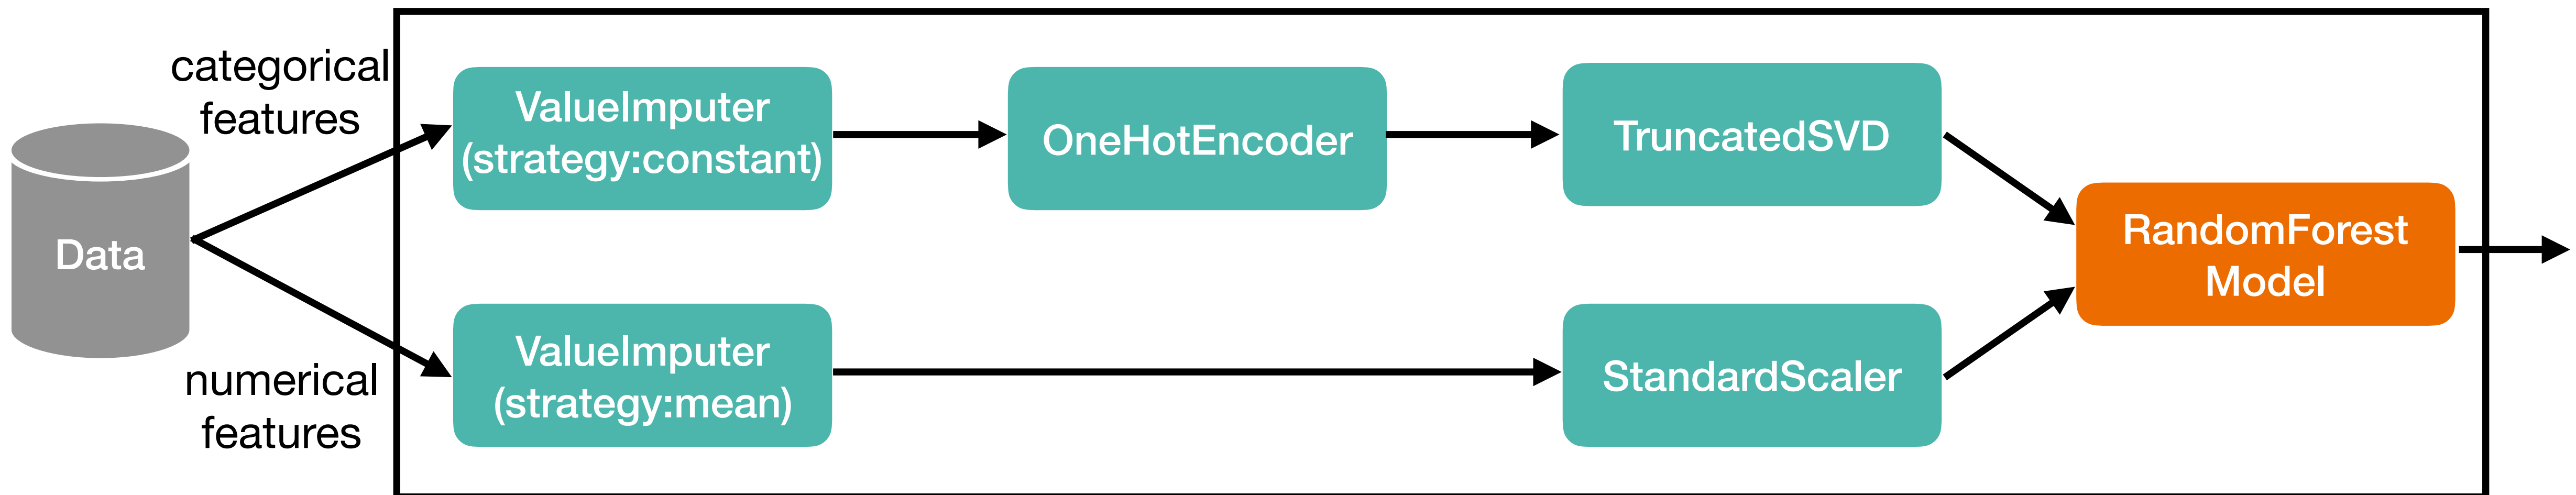 categorical
features
ValueImputer
(strategy:constant)
OneHotEncoder
TruncatedSVD
Data
RandomForest
Model
numerical
features
ValueImputer
(strategy:mean)
StandardScaler